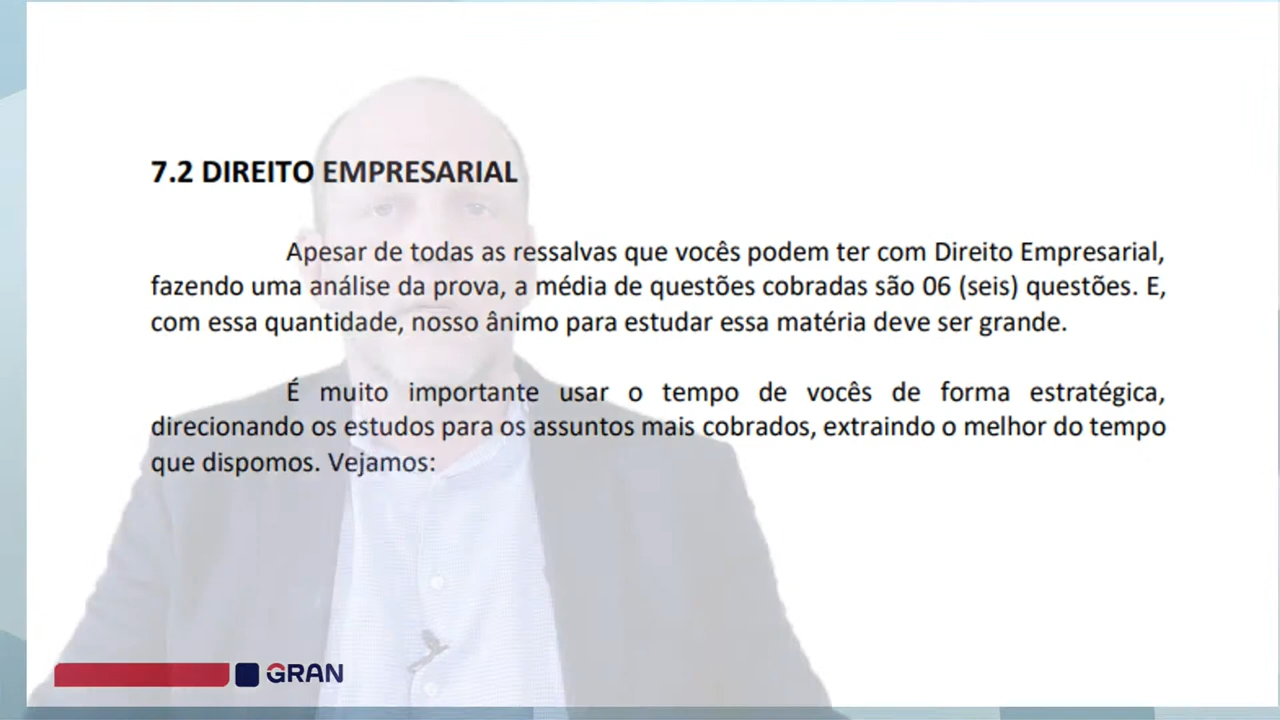 7.2 DIREITO EMPRESARIAL
Apesar de todas as ressalvas que vocês podem ter com Direito Empresarial,
fazendo uma análise da prova, a média de questões cobradas são 06 (seis) questões. E,
com essa quantidade, nosso ânimo para estudar essa matéria deve ser grande.
É muito importante usar o tempo de vocês de forma estratégica,
direcionando os estudos para os assuntos mais cobrados, extraindo o melhor do tempo
que dispomos. Vejamos:
GRAN